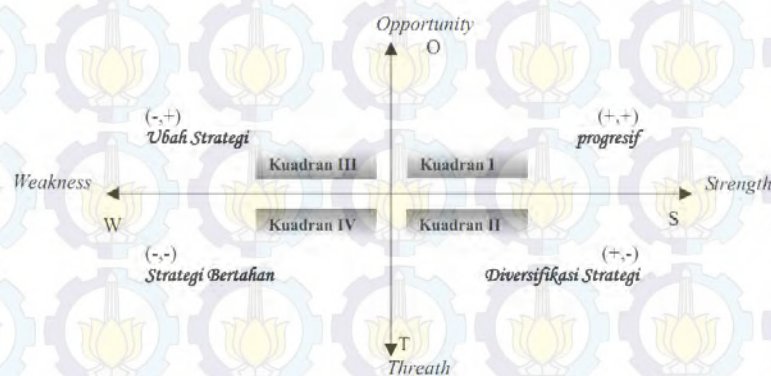 Opportunity
O
(-,+)
Ubah Strategi
(+,+)
progresif
Kuadran III
Kuadran I
Weakness
Strength
W
S
Kuadran IV
Kuadran II
(-,-)
Strategi Bertahan
(+,-)
Diversifikasi Strategi
T
Threath